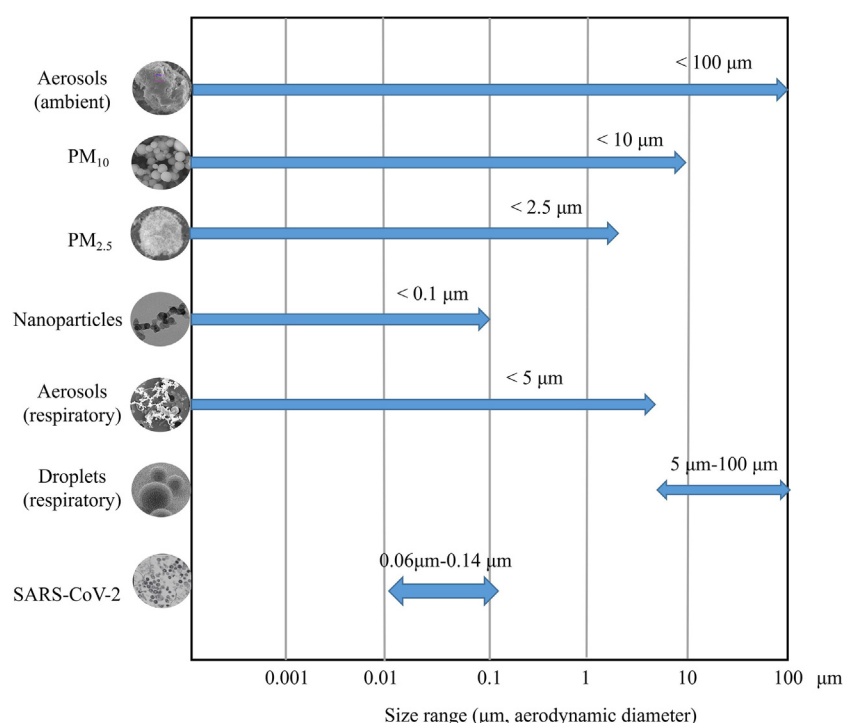 Aerosols
(ambient)
< 100 μm
PM10
< 10 μm
PM2.5
< 2.5 μm
Nanoparticles
< 0.1 μm
Aerosols
(respiratory)
< 5 μm
Droplets
(respiratory)
5 μm-100 μm
SARS-CoV-2
0.06μm-0.14 μm
0.001 0.01 0.1 1 10 100 μm
Size range (μm, aerodynamic diameter)